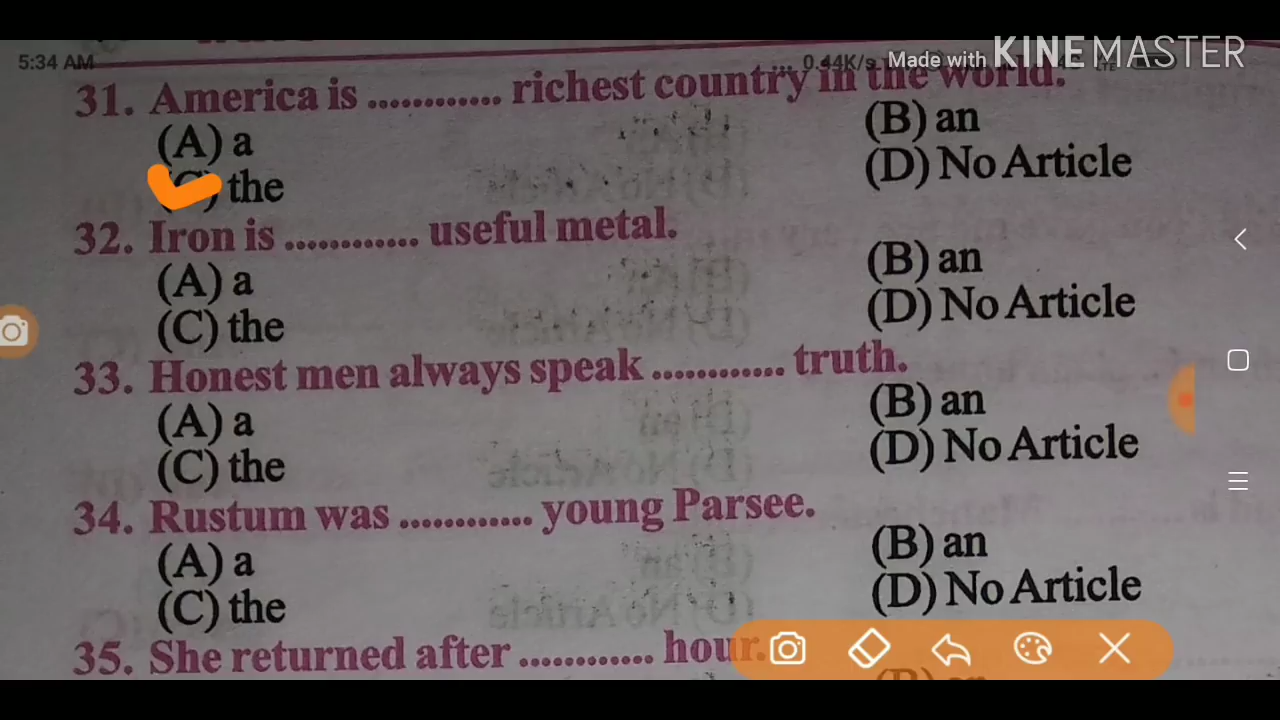 5:34 AM 0.44K/s Made with KINEMASTER
31. America is ............ richest country in the world.
(A) a (B) an
the (D) No Article
32. Iron is ............ useful metal.
(A) a (B) an
(C) the (D) No Article
33. Honest men always speak ............ truth.
(A) a (B) an
(C) the (D) No Article
34. Rustum was ............ young Parsee.
(A) a (B) an
(C) the (D) No Article
35. She returned after ............ hour.